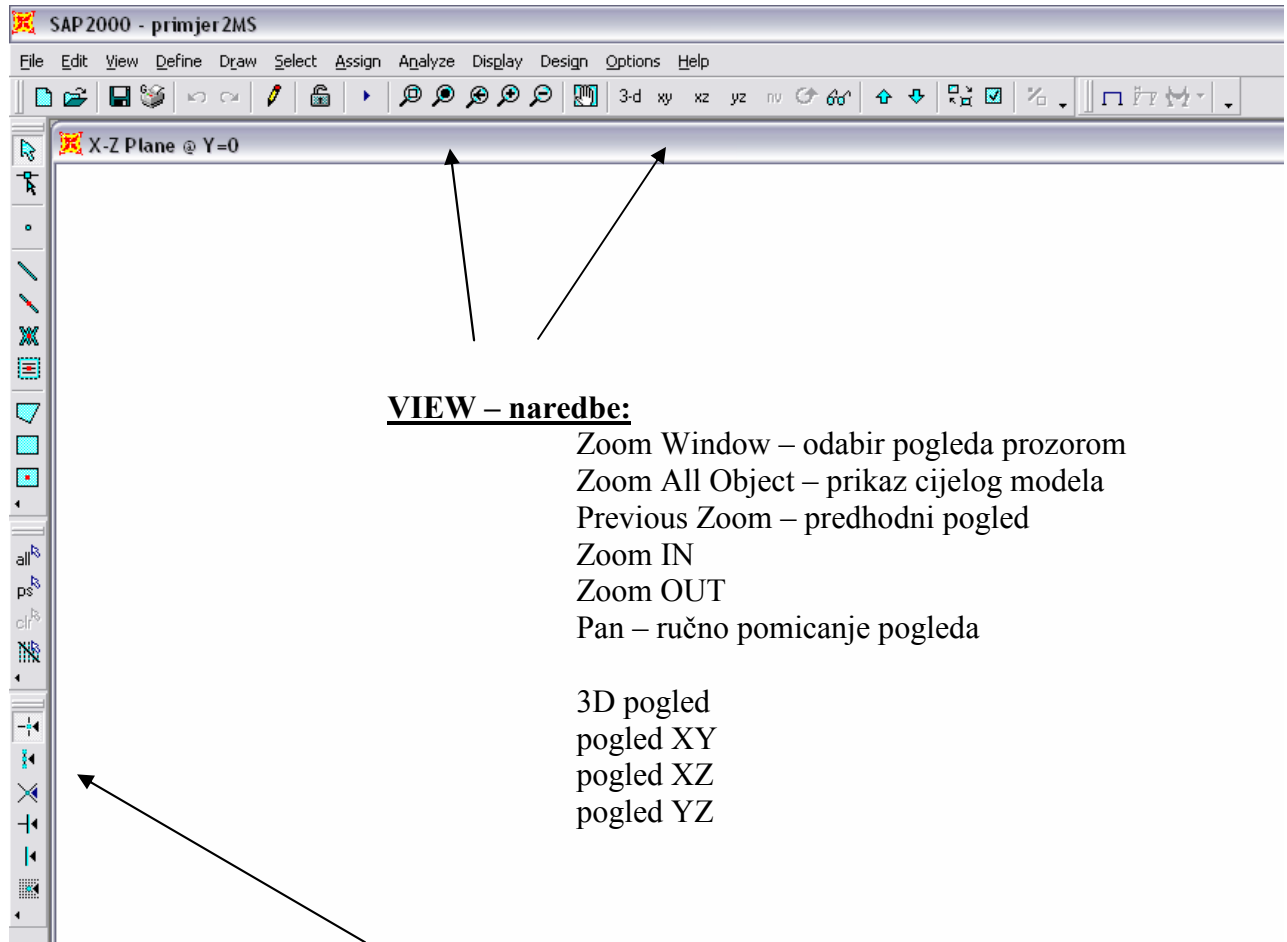 SAP2000 - primjer2MS
File Edit View Define Draw Select Assign Analyze Display Design Options Help
3-d xy xz yz nv
X-Z Plane @ Y=0
all
ps
clr
VIEW – naredbe:
Zoom Window – odabir pogleda prozorom
Zoom All Object – prikaz cijelog modela
Previous Zoom – predhodni pogled
Zoom IN
Zoom OUT
Pan – ručno pomicanje pogleda
3D pogled
pogled XY
pogled XZ
pogled YZ